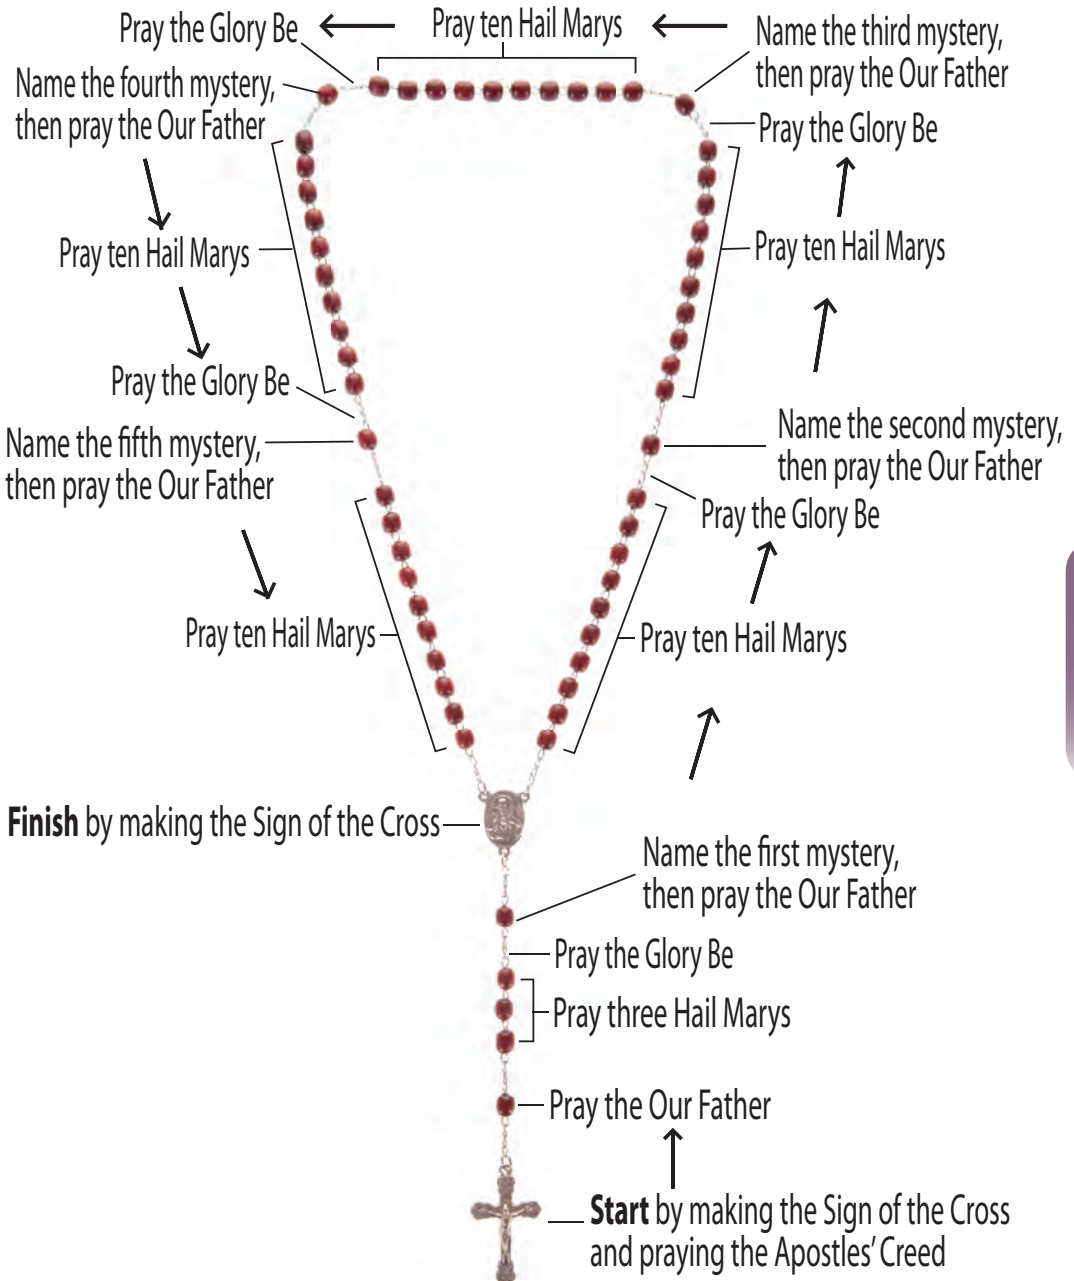 Pray the Glory Be
Pray ten Hail Marys
Name the third mystery,
then pray the Our Father
Name the fourth mystery,
then pray the Our Father
Pray the Glory Be
Pray ten Hail Marys
Pray ten Hail Marys
Pray the Glory Be
Name the second mystery,
then pray the Our Father
Name the fifth mystery,
then pray the Our Father
Pray the Glory Be
Pray ten Hail Marys
Pray ten Hail Marys
Finish by making the Sign of the Cross
Name the first mystery,
then pray the Our Father
Pray the Glory Be
Pray three Hail Marys
Pray the Our Father
Start by making the Sign of the Cross
and praying the Apostles' Creed